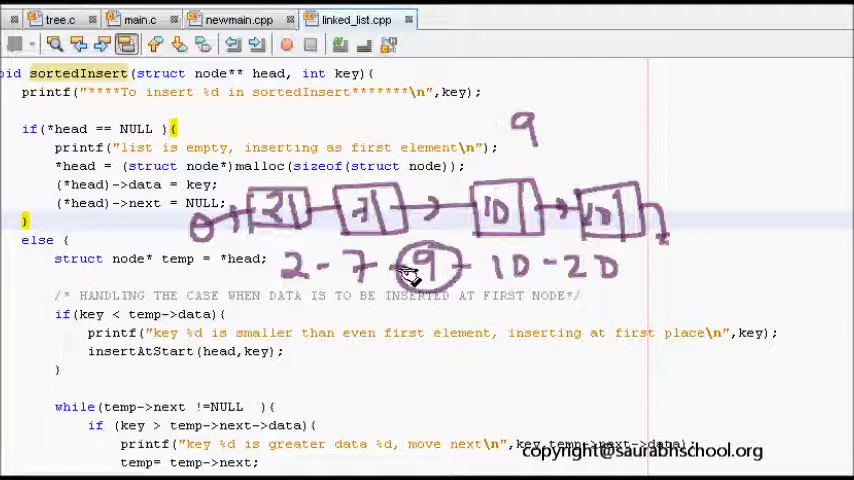 tree.c main.c newmain.cpp linked_list.cpp
oid sortedInsert(struct node** head, int key){
printf("****To insert %d in sortedInsert*******\n",key);
9
if(*head == NULL ){
printf("list is empty, inserting as first element\n");
*head = (struct node*)malloc(sizeof(struct node));
(*head)->data = key;
(*head)->next = NULL;
2 7 10
}
else {
struct node* temp = *head;
2 - 7 - 9 - 10 - 20
/* HANDLING THE CASE WHEN DATA IS TO BE INSERTED AT FIRST NODE*/
if(key < temp->data){
printf("key %d is smaller than even first element, inserting at first place\n",key);
insertAtStart(head,key);
}
while(temp->next !=NULL ){
if (key > temp->next->data){
printf("key %d is greater data %d, move next\n",key,temp->next->data);
copyright@saurabhschool.org
temp= temp->next;